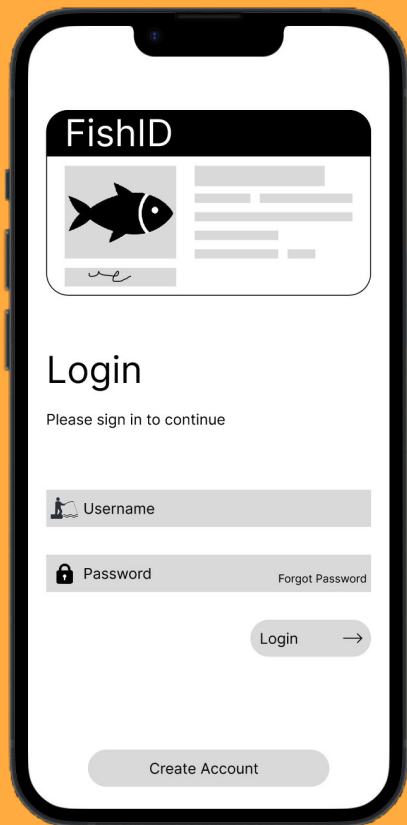 FishID
Login
Please sign in to continue
Username
Password
Forgot Password
Login
Create Account